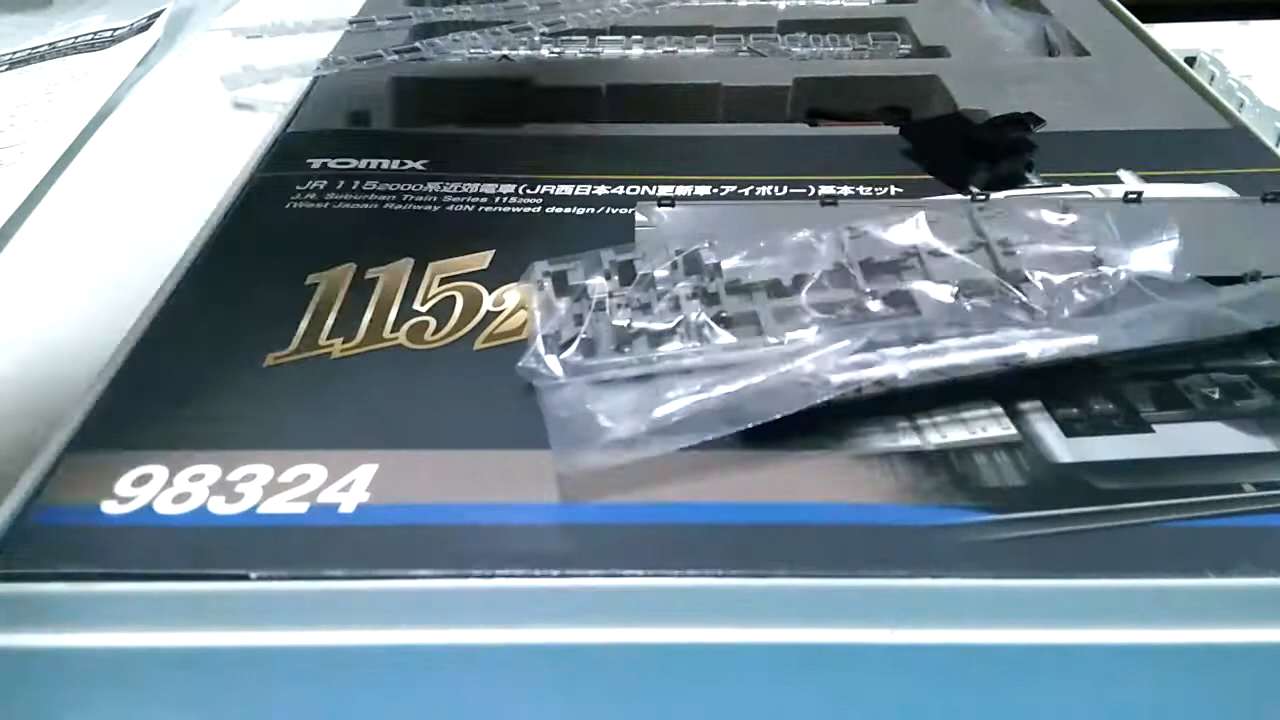 TOMIX
JR 115 2000系近郊電車(JR西日本40N更新車・アイボリー)基本セット
J.R. Suburban Train Series 115 2000
(West Japan Railway 40N renewed design/ivor
115 2
98324